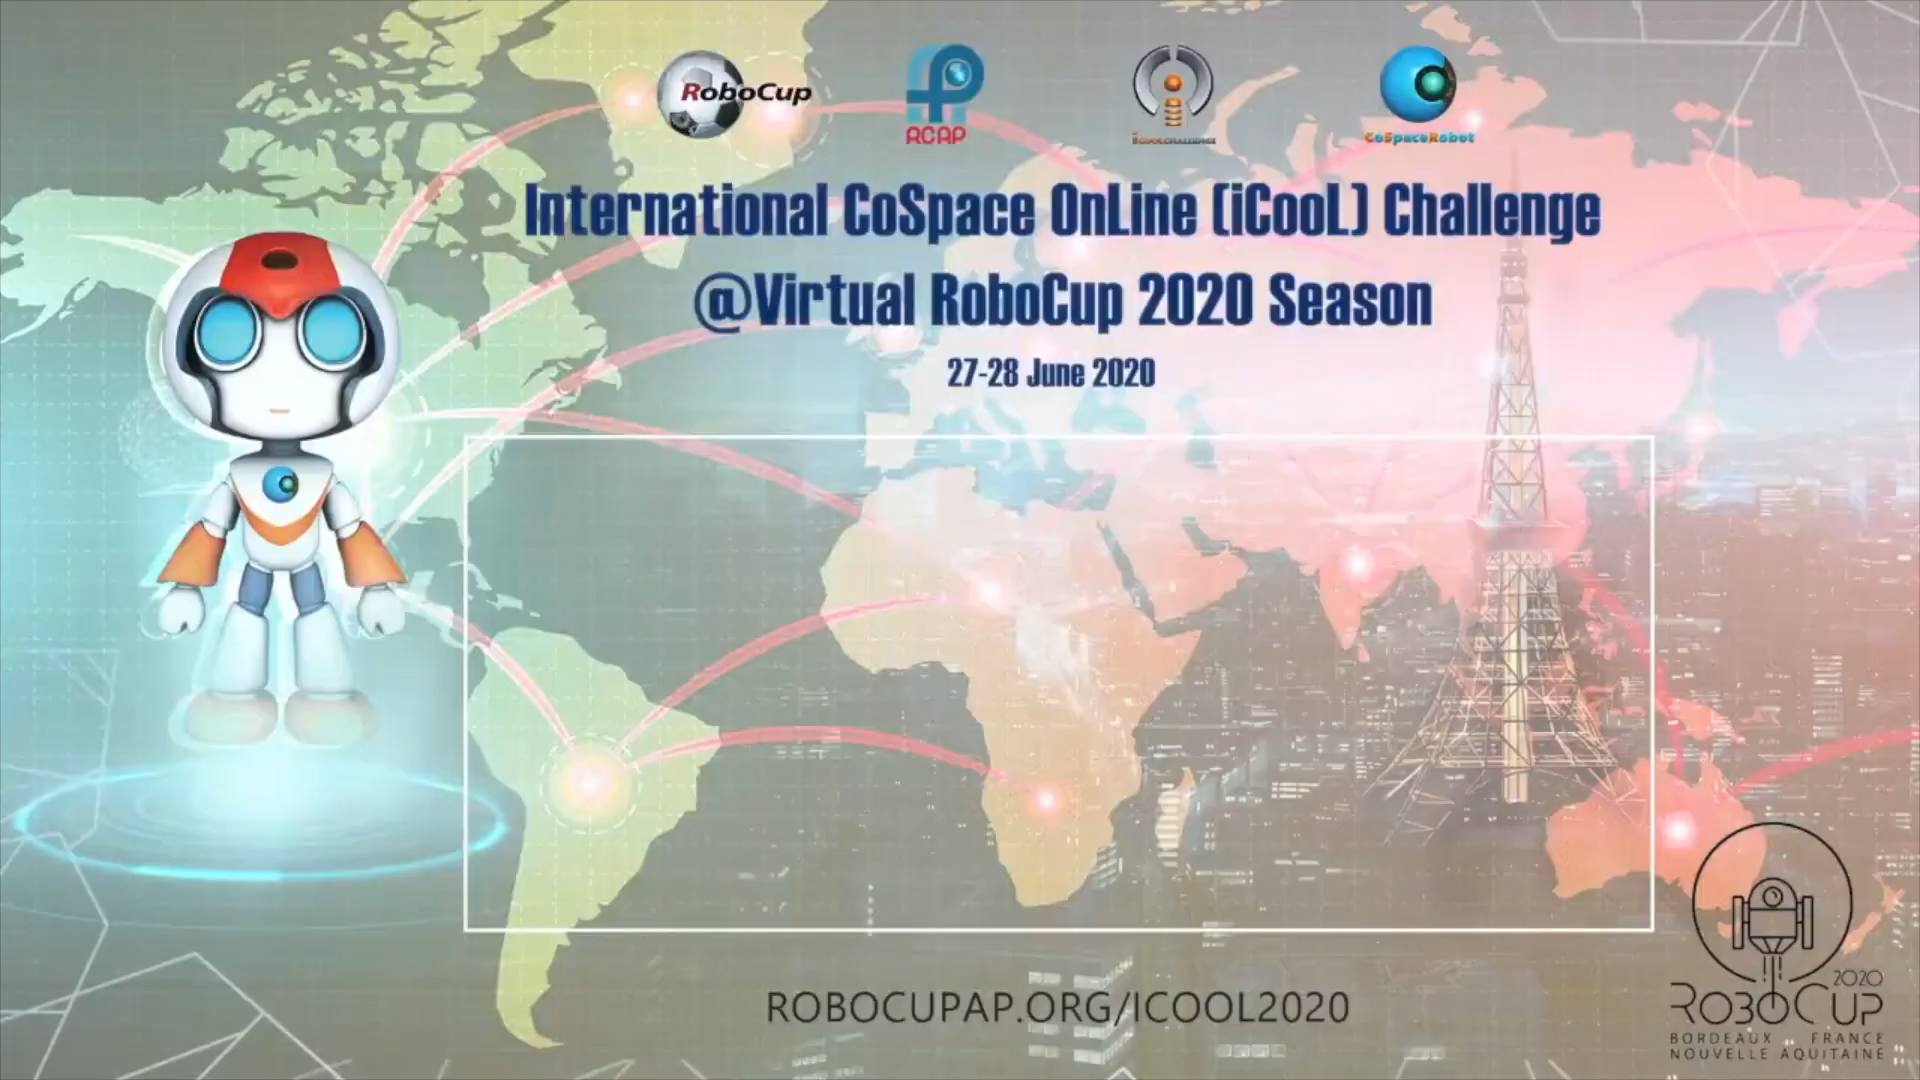 RoboCup
RCAP
iCOOLCHALLENGE
CoSpaceRobot
International CoSpace OnLine (iCooL) Challenge
@Virtual RoboCup 2020 Season
27-28 June 2020
ROBOCUPAP.ORG/ICOOL2020
2020
ROBOCUP
BORDEAUX FRANCE
NOUVELLE AQUITAINE